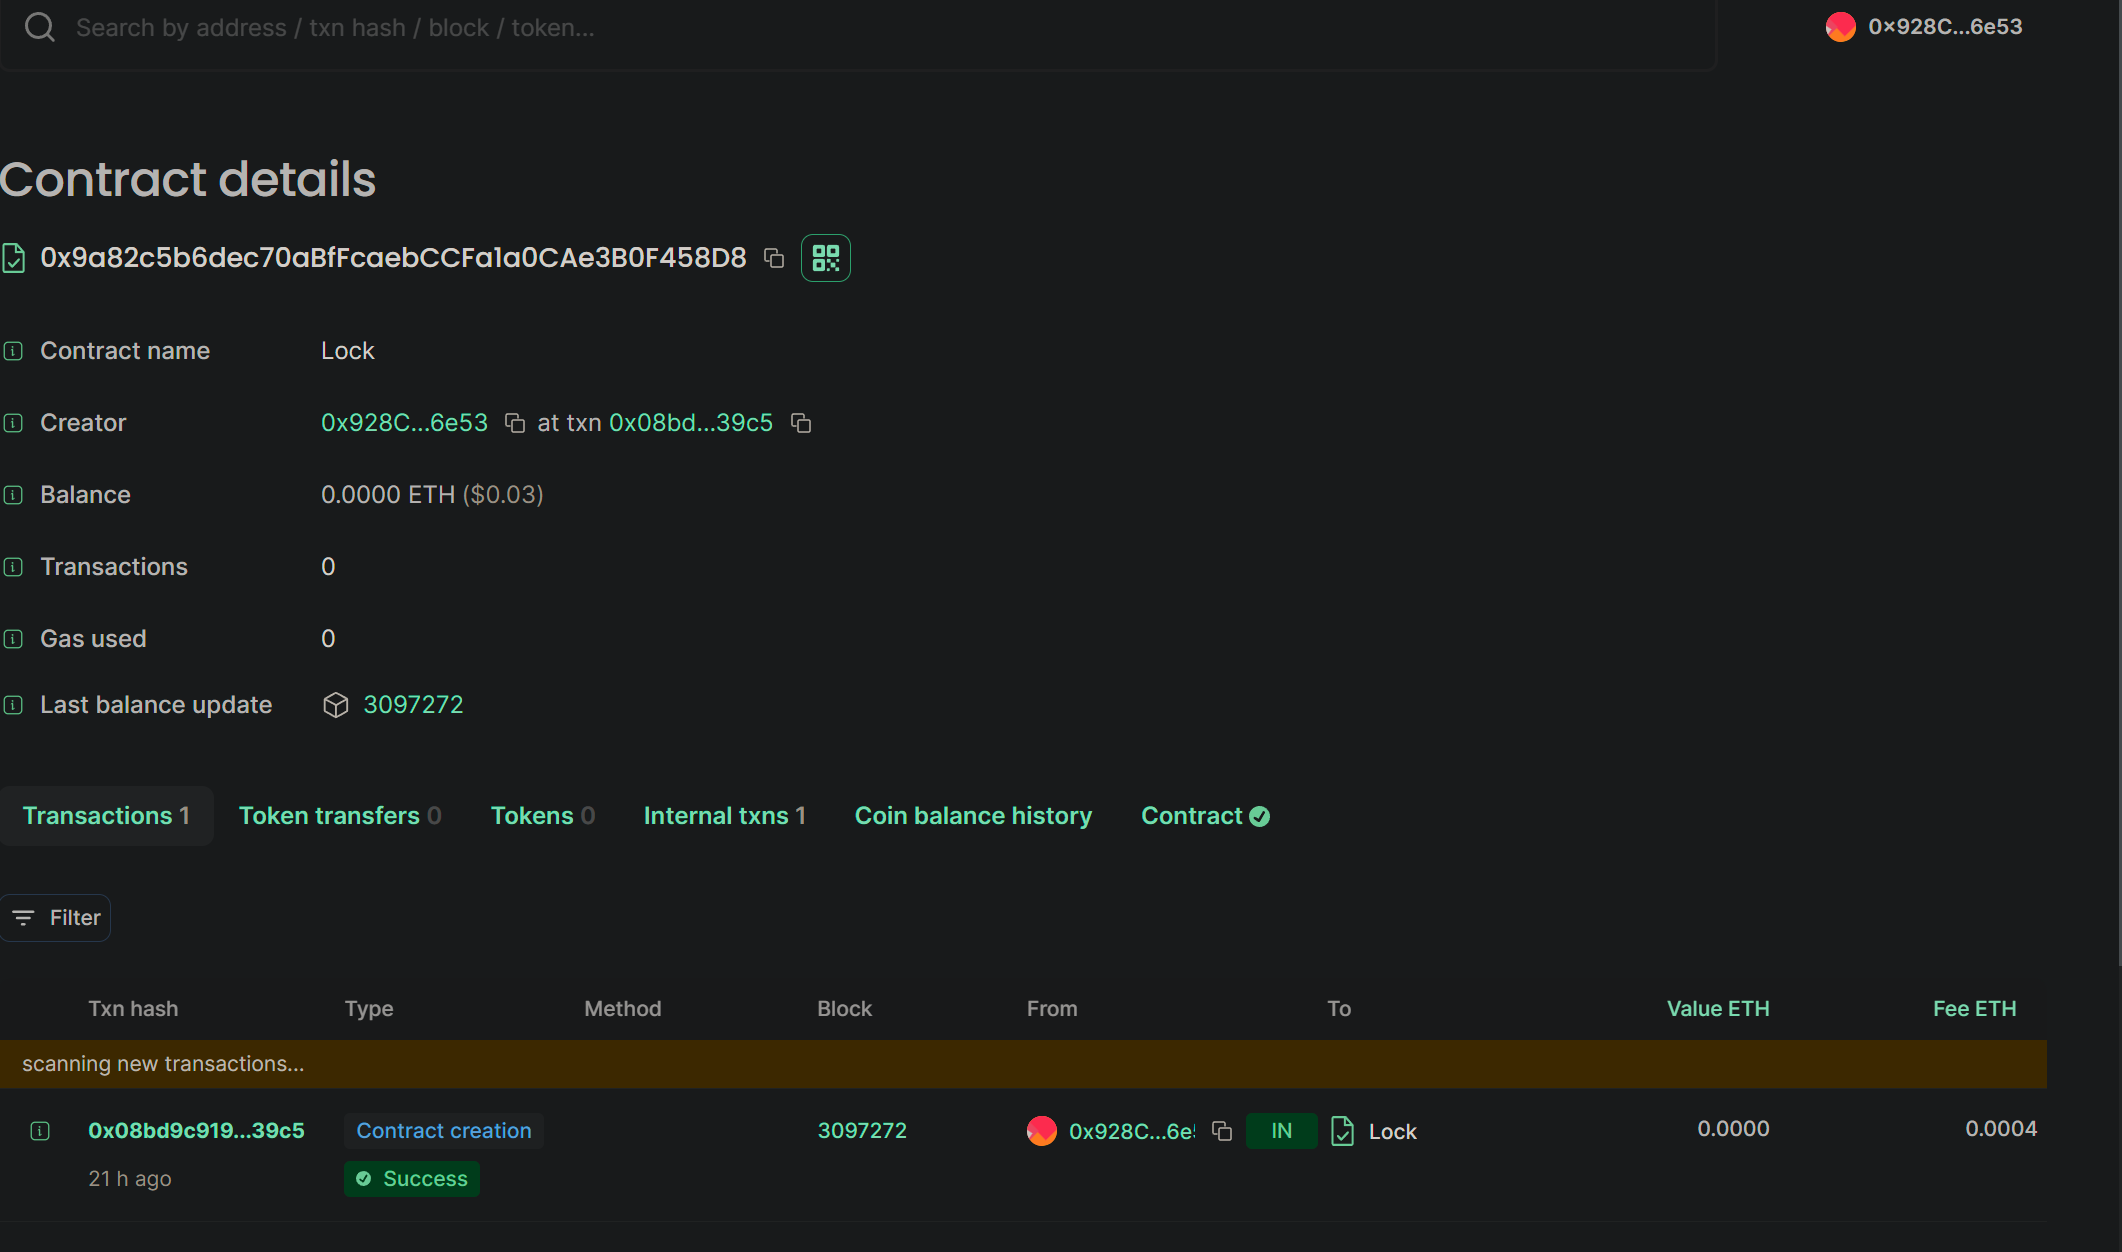 Search by address / txn hash / block / token...
0×928C...6e53
Contract details
0x9a82c5b6dec70aBfFcaebCCFa1a0CAe3B0F458D8
Contract name Lock
Creator 0x928C...6e53 at txn 0x08bd...39c5
Balance 0.0000 ETH ($0.03)
Transactions 0
Gas used 0
Last balance update 3097272
Transactions 1 Token transfers 0 Tokens 0 Internal txns 1 Coin balance history Contract
Filter
Txn hash Type Method Block From To Value ETH Fee ETH
scanning new transactions...
0x08bd9c919...39c5 Contract creation 3097272 0x928C...6e IN Lock 0.0000 0.0004
21 h ago Success